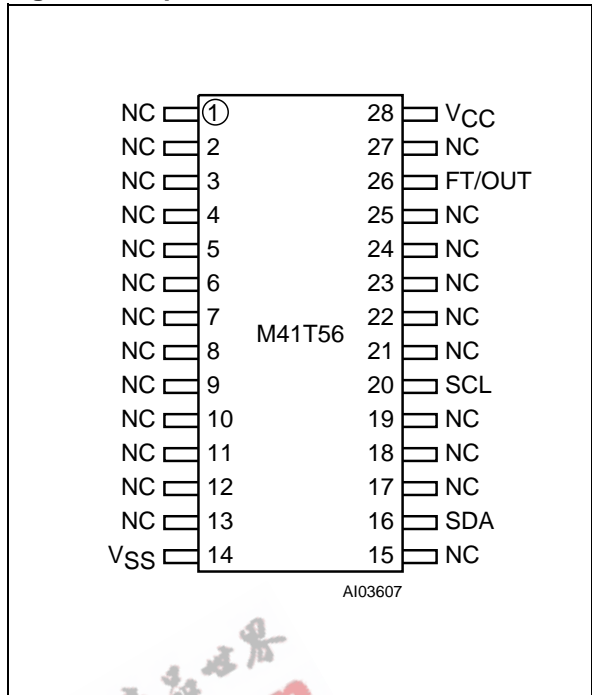 NC 1 28 VCC
NC 2 27 NC
NC 3 26 FT/OUT
NC 4 25 NC
NC 5 24 NC
NC 6 23 NC
NC 7 22 NC
M41T56
NC 8 21 NC
NC 9 20 SCL
NC 10 19 NC
NC 11 18 NC
NC 12 17 NC
NC 13 16 SDA
VSS 14 15 NC
AI03607
世界